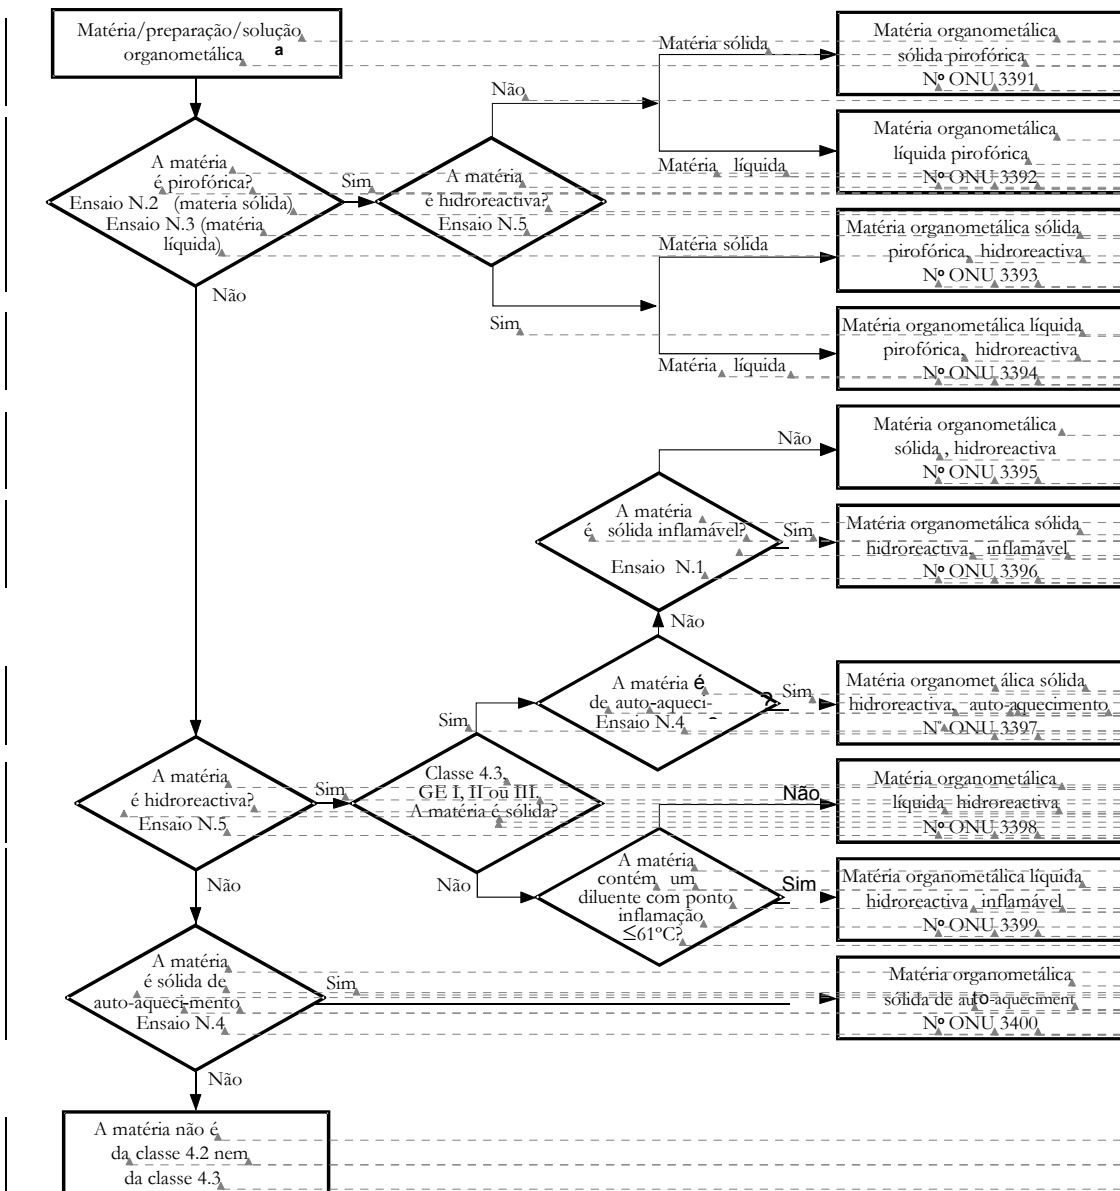 Matéria/preparação/solução
organometálica a
A matéria
é pirofórica?
Ensaio N.2 (materia sólida)
Ensaio N.3 (matéria
líquida)
Sim
Não
A matéria
é hidroreactiva?
Ensaio N.5
Não
Sim
Matéria sólida
Matéria líquida
Matéria sólida
Matéria líquida
Matéria organometálica
sólida pirofórica
Nº ONU 3391
Matéria organometálica
líquida pirofórica
Nº ONU 3392
Matéria organometálica sólida
pirofórica, hidroreactiva
Nº ONU 3393
Matéria organometálica líquida
pirofórica, hidroreactiva
Nº ONU 3394
Não
Matéria organometálica
sólida , hidroreactiva
Nº ONU 3395
A matéria
é sólida inflamável?
Ensaio N.1
Sim
Matéria organometálica sólida
hidroreactiva, inflamável
Nº ONU 3396
Não
A matéria é
de auto-aqueci-
?
Ensaio N.4
Sim
Matéria organomet álica sólida
hidroreactiva, auto-aquecimento
Nº ONU 3397
Sim
A matéria
é hidroreactiva?
Ensaio N.5
Sim
Classe 4.3,
GE I, II ou III.
A matéria é sólida?
Não
Não
Matéria organometálica
líquida hidroreactiva
Nº ONU 3398
A matéria
contém um
diluente com ponto
inflamação
≤61ºC?
Sim
Matéria organometálica líquida
hidroreactiva inflamável
Nº ONU 3399
Não
A matéria
é sólida de
auto-aqueci-mento
Ensaio N.4
Sim
Matéria organometálica
sólida de auto-aqueciment
Nº ONU 3400
Não
A matéria não é
da classe 4.2 nem
da classe 4.3